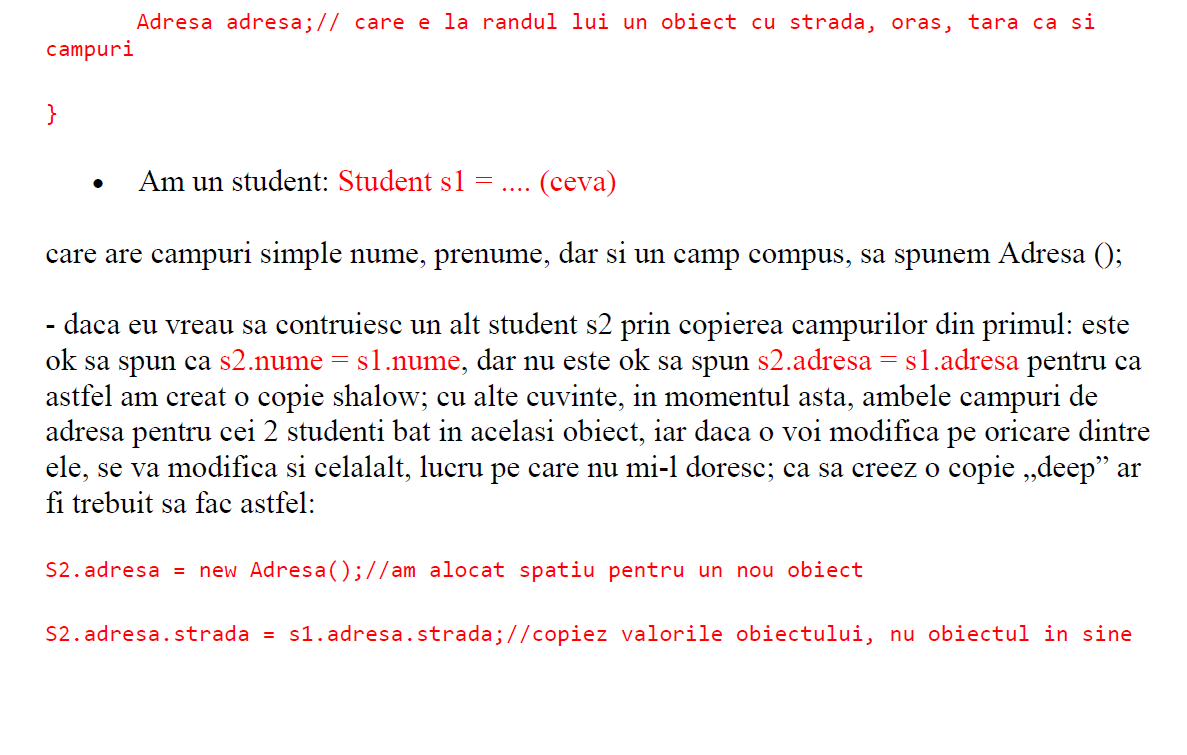 Adresa adresa;// care e la randul lui un obiect cu strada, oras, tara ca si
campuri
}
• Am un student: Student s1 = .... (ceva)
care are campuri simple nume, prenume, dar si un camp compus, sa spunem Adresa ();
- daca eu vreau sa contruiesc un alt student s2 prin copierea campurilor din primul: este
ok sa spun ca s2.nume = s1.nume, dar nu este ok sa spun s2.adresa = s1.adresa pentru ca
astfel am creat o copie shalow; cu alte cuvinte, in momentul asta, ambele campuri de
adresa pentru cei 2 studenti bat in acelasi obiect, iar daca o voi modifica pe oricare dintre
ele, se va modifica si celalalt, lucru pe care nu mi-l doresc; ca sa creez o copie „deep” ar
fi trebuit sa fac astfel:
S2.adresa = new Adresa();//am alocat spatiu pentru un nou obiect
S2.adresa.strada = s1.adresa.strada;//copiez valorile obiectului, nu obiectul in sine